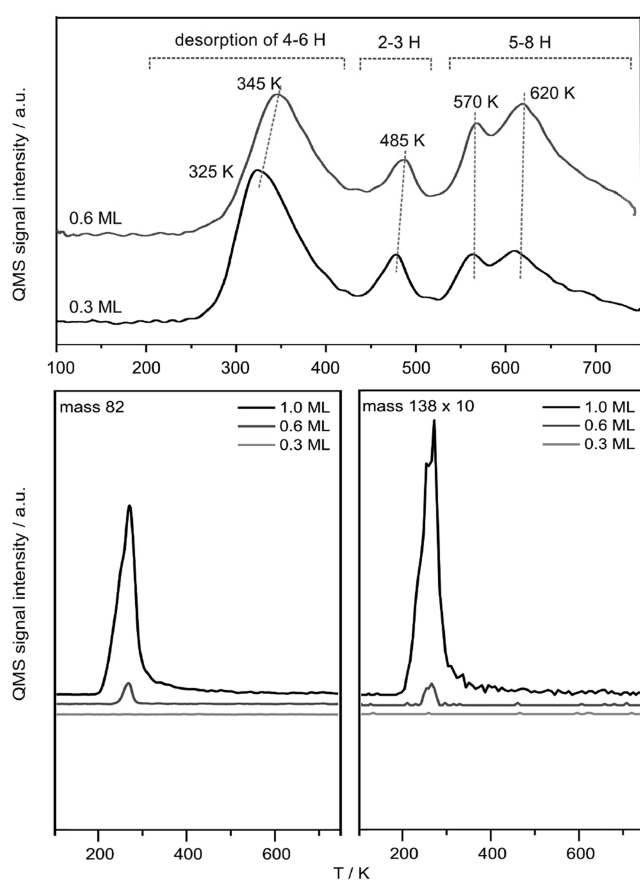 desorption of 4-6 H
2-3 H
5-8 H
345 K
570 K
620 K
485 K
325 K
0.6 ML
0.3 ML
QMS signal intensity / a.u.
100 200 300 400 500 600 700
mass 82
1.0 ML
0.6 ML
0.3 ML
mass 138 x 10
1.0 ML
0.6 ML
0.3 ML
QMS signal intensity / a.u.
200 400 600
200 400 600
T / K